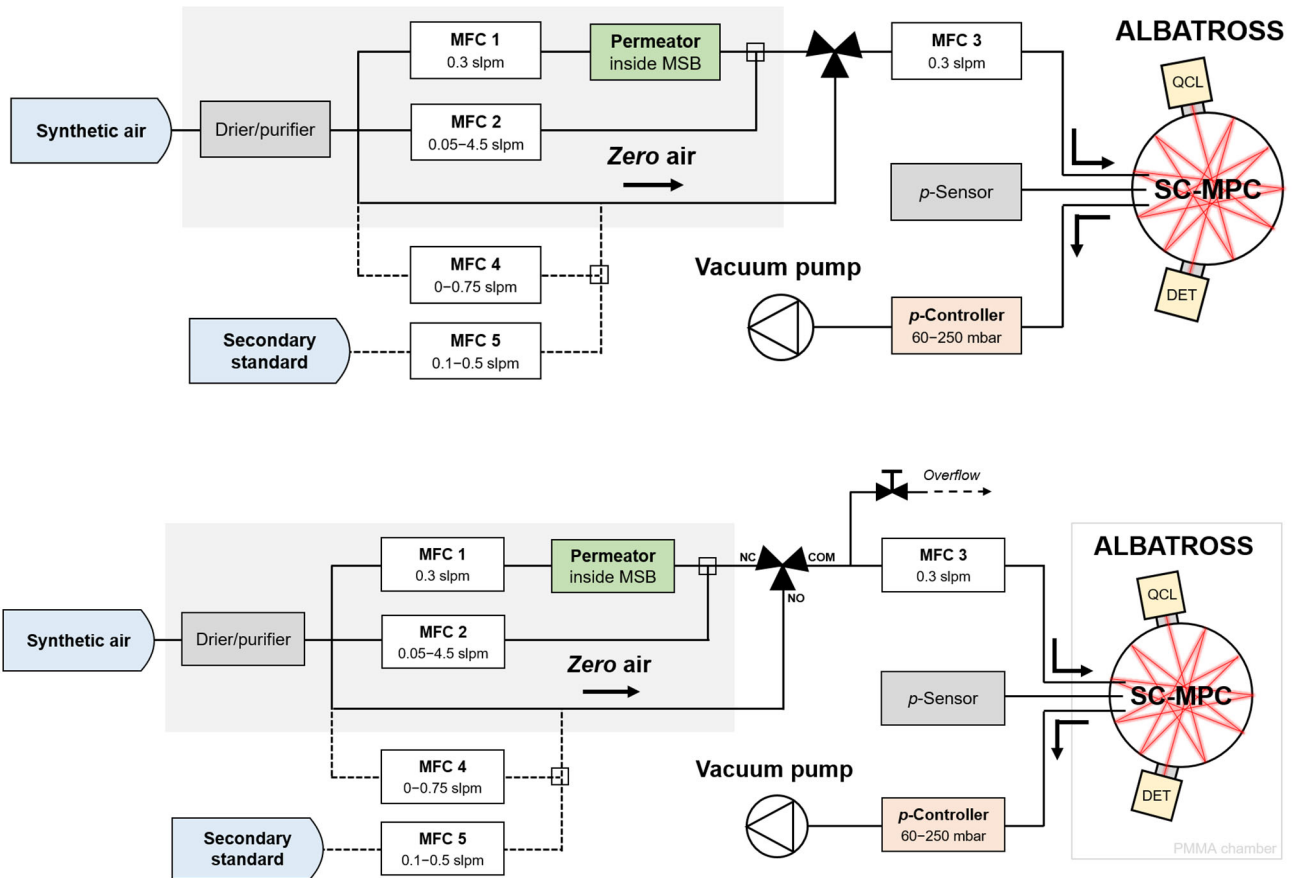 MFC 1
0.3 slpm
Permeator
inside MSB
MFC 3
0.3 slpm
ALBATROSS
QCL
Synthetic air
Drier/purifier
MFC 2
0.05–4.5 slpm
Zero air
p-Sensor
SC-MPC
MFC 4
0–0.75 slpm
Vacuum pump
DET
Secondary
standard
MFC 5
0.1–0.5 slpm
p-Controller
60–250 mbar
Overflow
MFC 1
0.3 slpm
Permeator
inside MSB
NC
COM
NO
MFC 3
0.3 slpm
ALBATROSS
QCL
Synthetic air
Drier/purifier
MFC 2
0.05–4.5 slpm
Zero air
p-Sensor
SC-MPC
MFC 4
0–0.75 slpm
Vacuum pump
DET
Secondary
standard
MFC 5
0.1–0.5 slpm
p-Controller
60–250 mbar
PMMA chamber